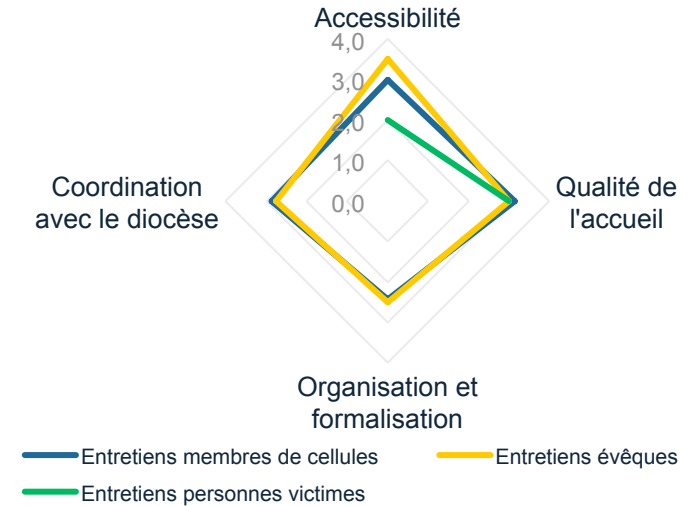 Accessibilité
4,0
3,0
2,0
1,0
0,0
Coordination
avec le diocèse
Qualité de
l'accueil
Organisation et
formalisation
Entretiens membres de cellules
Entretiens évêques
Entretiens personnes victimes